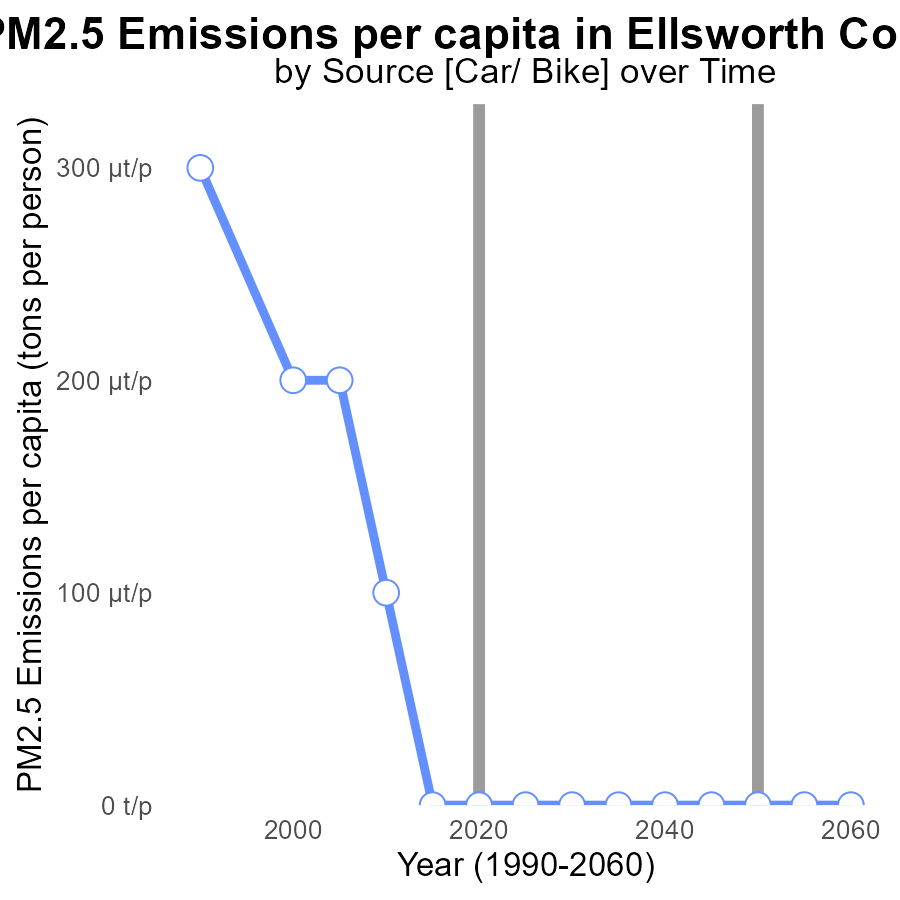 PM2.5 Emissions per capita in Ellsworth Co
by Source [Car/ Bike] over Time
PM2.5 Emissions per capita (tons per person)
300 µt/p
200 µt/p
100 µt/p
0 t/p
2000 2020 2040 2060
Year (1990-2060)